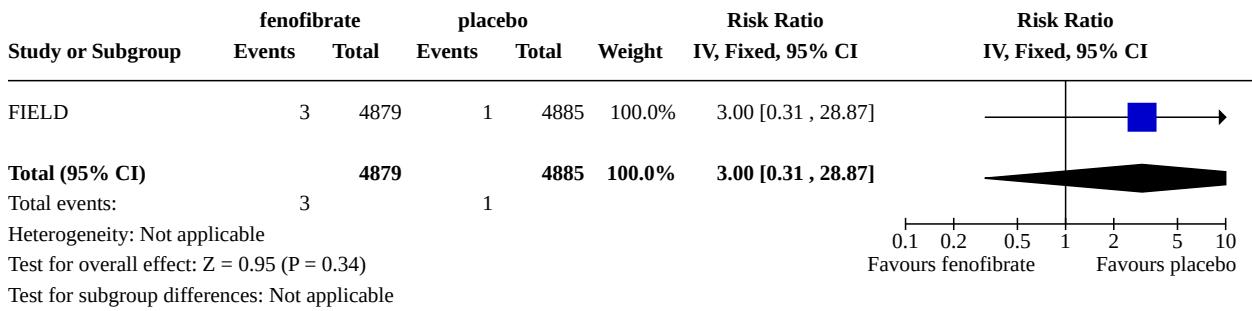 fenofibrate placebo Risk Ratio Risk Ratio
Study or Subgroup Events Total Events Total Weight IV, Fixed, 95% CI IV, Fixed, 95% CI
FIELD 3 4879 1 4885 100.0% 3.00 [0.31 , 28.87]
Total (95% CI) 4879 4885 100.0% 3.00 [0.31 , 28.87]
Total events: 3 1
Heterogeneity: Not applicable
0.1 0.2 0.5 1 2 5 10
Test for overall effect: Z = 0.95 (P = 0.34) Favours fenofibrate Favours placebo
Test for subgroup differences: Not applicable